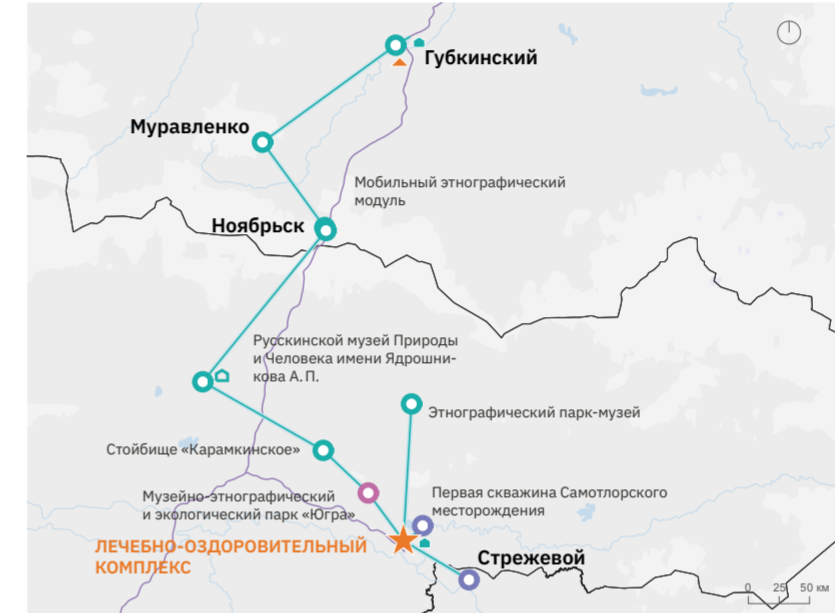 Губкинский
Муравленко
Мобильный этнографический
модуль
Ноябрьск
Русскинской музей Природы
и Человека имени Ядрошни-
кова А. П.
Этнографический парк-музей
Стойбище «Карамкинское»
Музейно-этнографический
и экологический парк «Югра»
Первая скважина Самотлорского
месторождения
ЛЕЧЕБНО-ОЗДОРОВИТЕЛЬНЫЙ
КОМПЛЕКС
Стрежевой
0 25 50 км